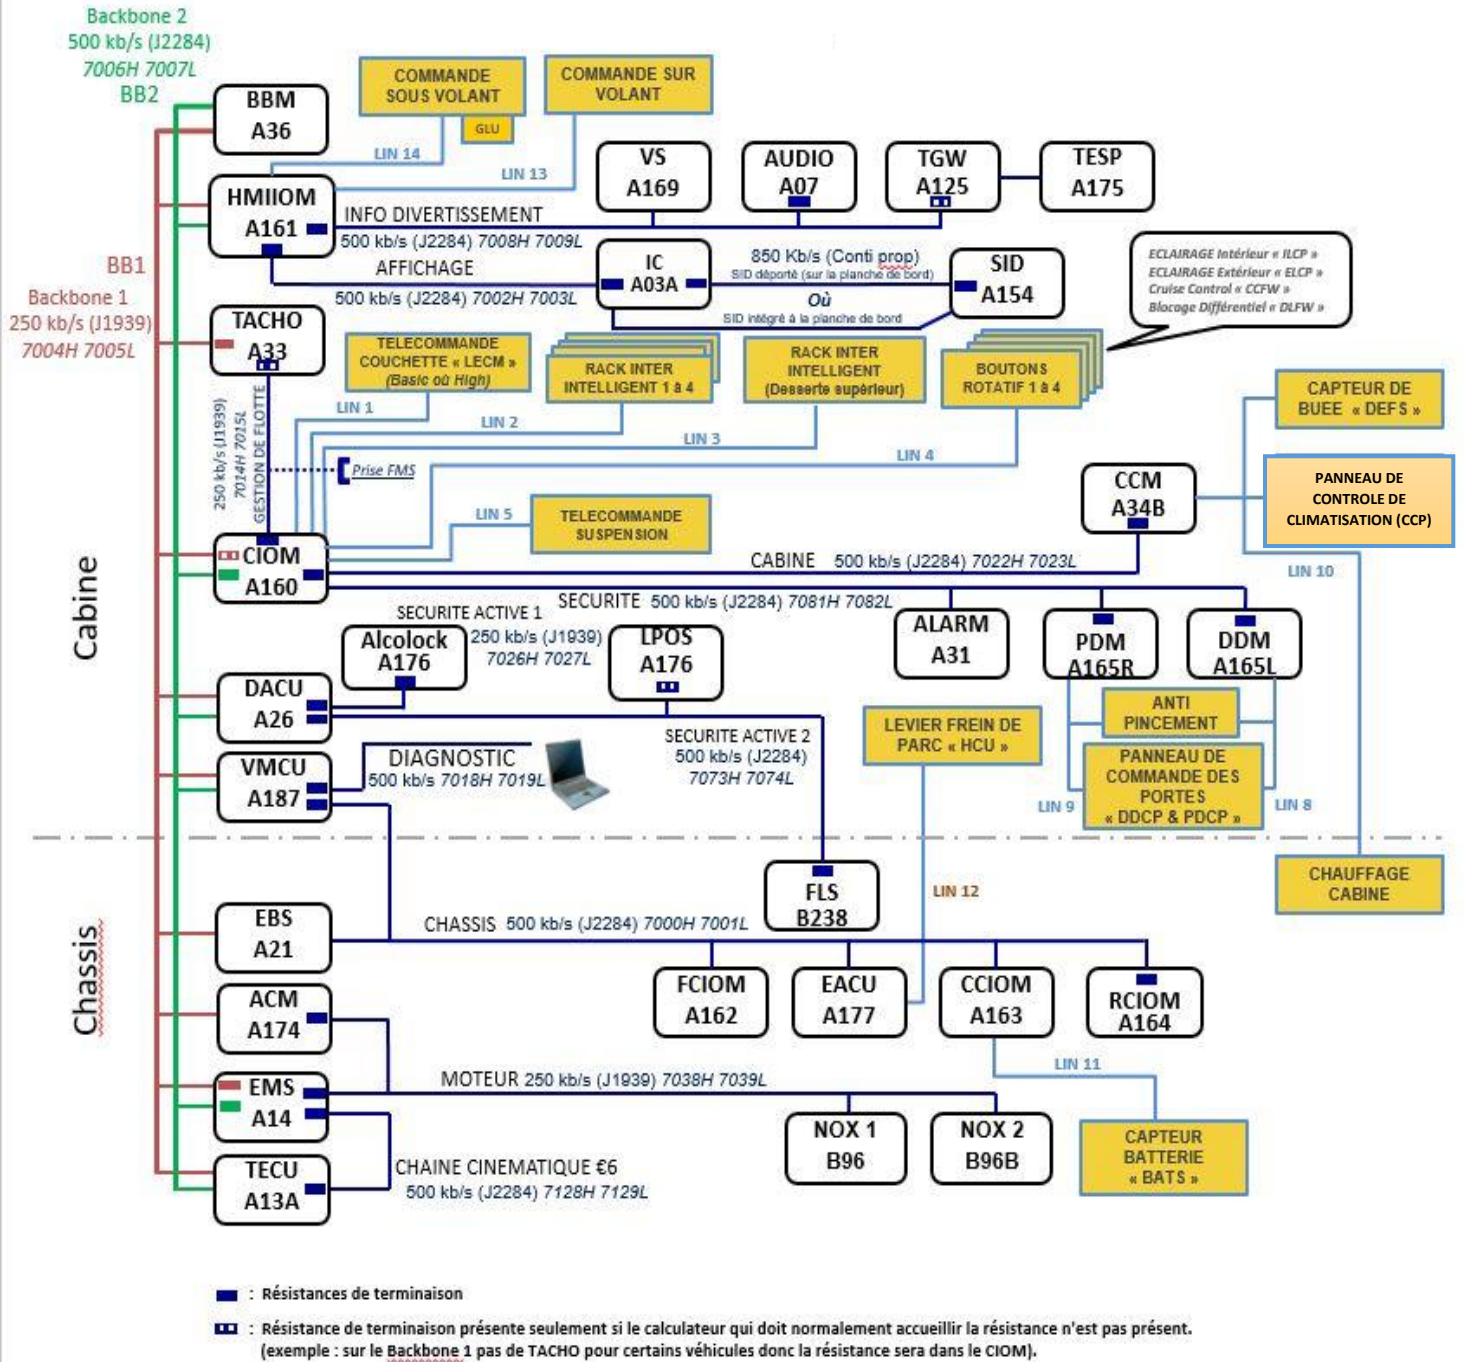 Backbone 2
500 kb/s (J2284)
7006H 7007L
BB2
BBM
A36
COMMANDE
SOUS VOLANT
GLU
COMMANDE SUR
VOLANT
LIN 14
LIN 13
VS
A169
AUDIO
A07
TGW
A125
TESP
A175
HMIIOM
A161
INFO DIVERTISSEMENT
500 kb/s (J2284) 7008H 7009L
AFFICHAGE
500 kb/s (J2284) 7002H 7003L
IC
A03A
850 Kb/s (Conti prop)
SID déporté (sur la planche de bord)
Où
SID intégré à la planche de bord
SID
A154
ECLAIRAGE Intérieur « ILCP »
ECLAIRAGE Extérieur « ELCP »
Cruise Control « CCFW »
Blocage Différentiel « DLFW »
BB1
Backbone 1
250 kb/s (J1939)
7004H 7005L
TACHO
A33
TELECOMMANDE
COUCHETTE « LECM »
(Basic où High)
RACK INTER
INTELLIGENT 1 à 4
RACK INTER
INTELLIGENT
(Desserte supérieur)
BOUTONS
ROTATIF 1 à 4
CAPTEUR DE
BUEE « DEFS »
LIN 1
LIN 2
LIN 3
LIN 4
250 kb/s (J1939)
7014H 7015L
GESTION DE FLOTTE
Prise FMS
CCM
A34B
PANNEAU DE
CONTROLE DE
CLIMATISATION (CCP)
LIN 5
TELECOMMANDE
SUSPENSION
CIOM
A160
CABINE 500 kb/s (J2284) 7022H 7023L
LIN 10
SECURITE 500 kb/s (J2284) 7081H 7082L
Cabine
SECURITE ACTIVE 1
250 kb/s (J1939)
7026H 7027L
Alcolock
A176
LPOS
A176
ALARM
A31
PDM
A165R
DDM
A165L
DACU
A26
ANTI
PINCEMENT
LEVIER FREIN DE
PARC « HCU »
SECURITE ACTIVE 2
500 kb/s (J2284)
7073H 7074L
VMCU
A187
DIAGNOSTIC
500 kb/s 7018H 7019L
PANNEAU DE
COMMANDE DES
PORTES
« DDCP & PDCP »
LIN 9
LIN 8
FLS
B238
LIN 12
CHAUFFAGE
CABINE
Chassis
EBS
A21
CHASSIS 500 kb/s (J2284) 7000H 7001L
FCIOM
A162
EACU
A177
CCIOM
A163
RCIOM
A164
ACM
A174
LIN 11
EMS
A14
MOTEUR 250 kb/s (J1939) 7038H 7039L
NOX 1
B96
NOX 2
B96B
CAPTEUR
BATTERIE
« BATS »
TECU
A13A
CHAINE CINEMATIQUE €6
500 kb/s (J2284) 7128H 7129L
: Résistances de terminaison
: Résistance de terminaison présente seulement si le calculateur qui doit normalement accueillir la résistance n'est pas présent.
(exemple : sur le Backbone 1 pas de TACHO pour certains véhicules donc la résistance sera dans le CIOM).